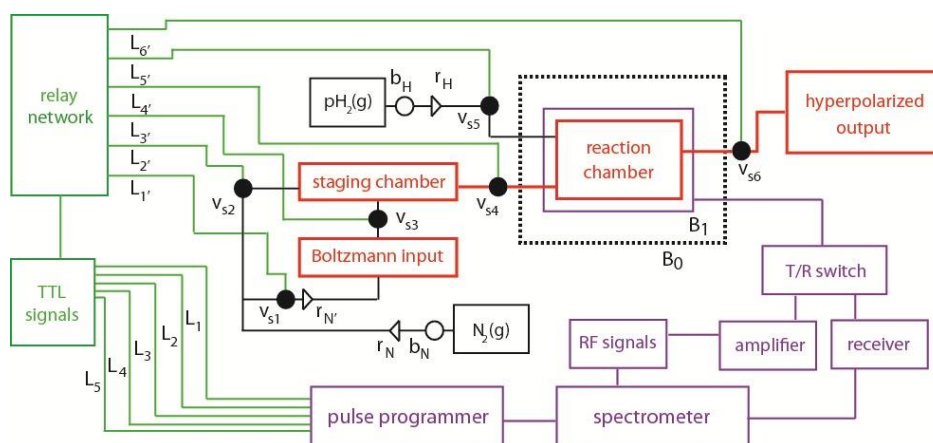 relay
network
L6'
L5'
L4'
L3'
L2'
L1'
pH2(g)
bH
rH
vs5
reaction
chamber
hyperpolarized
output
vs6
staging chamber
vs2
vs3
vs4
B1
B0
Boltzmann input
TTL
signals
vs1
rN'
rN
bN
N2(g)
T/R switch
RF signals
amplifier
receiver
L1
L2
L3
L4
L5
pulse programmer
spectrometer